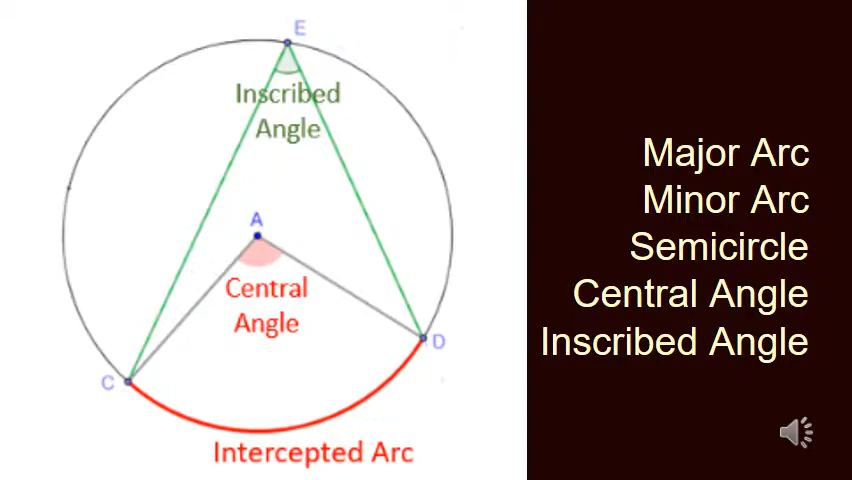 E
Inscribed
Angle
A
Central
Angle
C
D
Intercepted Arc
Major Arc
Minor Arc
Semicircle
Central Angle
Inscribed Angle